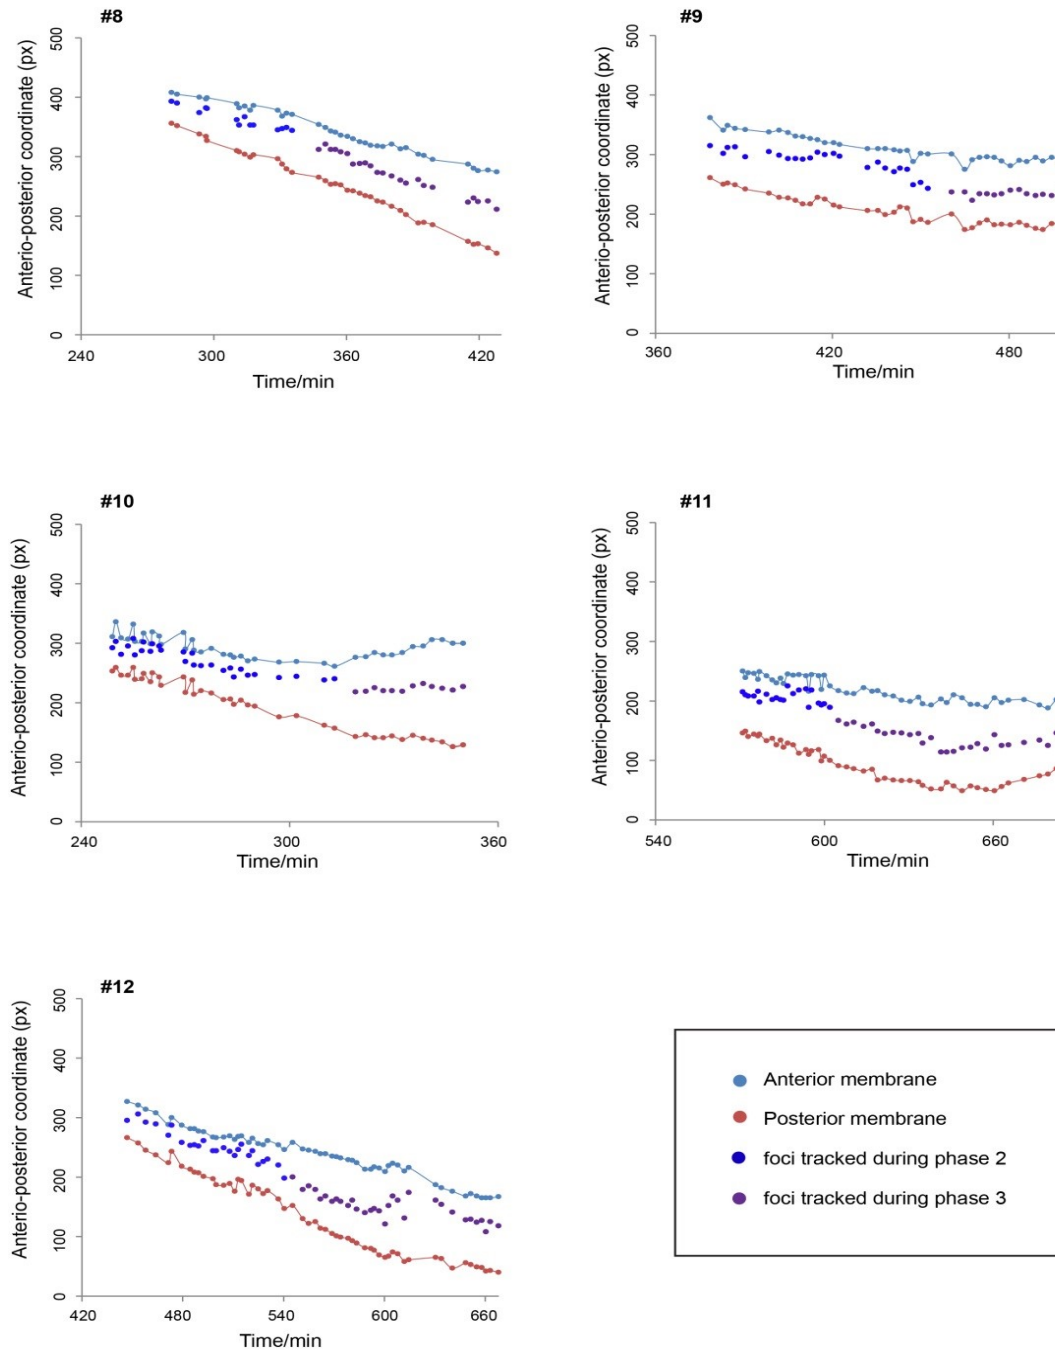 #8
Anterio-posterior coordinate (px)
500
400
300
200
100
0
240 300 360 420
Time/min
#9
Anterio-posterior coordinate (px)
500
400
300
200
100
0
360 420 480
Time/min
#10
Anterio-posterior coordinate (px)
500
400
300
200
100
0
240 300 360
Time/min
#11
Anterio-posterior coordinate (px)
500
400
300
200
100
0
540 600 660
Time/min
#12
Anterio-posterior coordinate (px)
500
400
300
200
100
0
420 480 540 600 660
Time/min
Anterior membrane
Posterior membrane
foci tracked during phase 2
foci tracked during phase 3